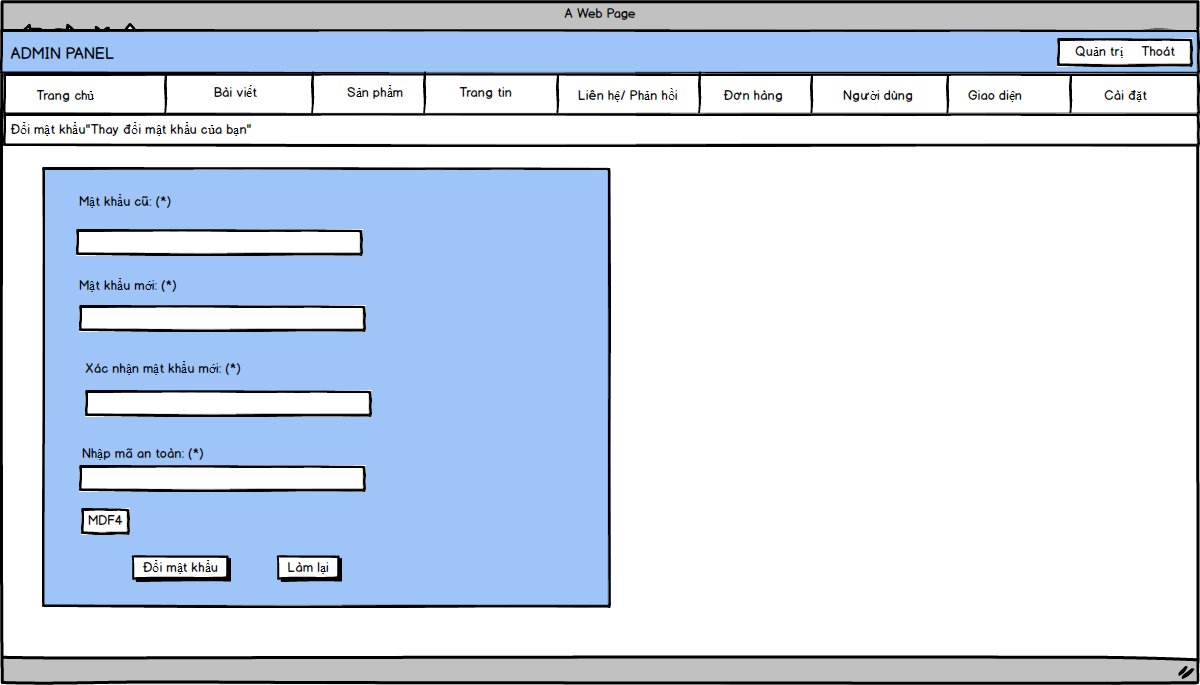 A Web Page
ADMIN PANEL
Quản trị Thoát
Trang chủ Bài viết Sản phẩm Trang tin Liên hệ/ Phản hồi Đơn hàng Người dùng Giao diện Cài đặt
Đổi mật khẩu"Thay đổi mật khẩu của bạn"
Mật khẩu cũ: (*)
Mật khẩu mới: (*)
Xác nhận mật khẩu mới: (*)
Nhập mã an toàn: (*)
MDF4
Đổi mật khẩu Làm lại